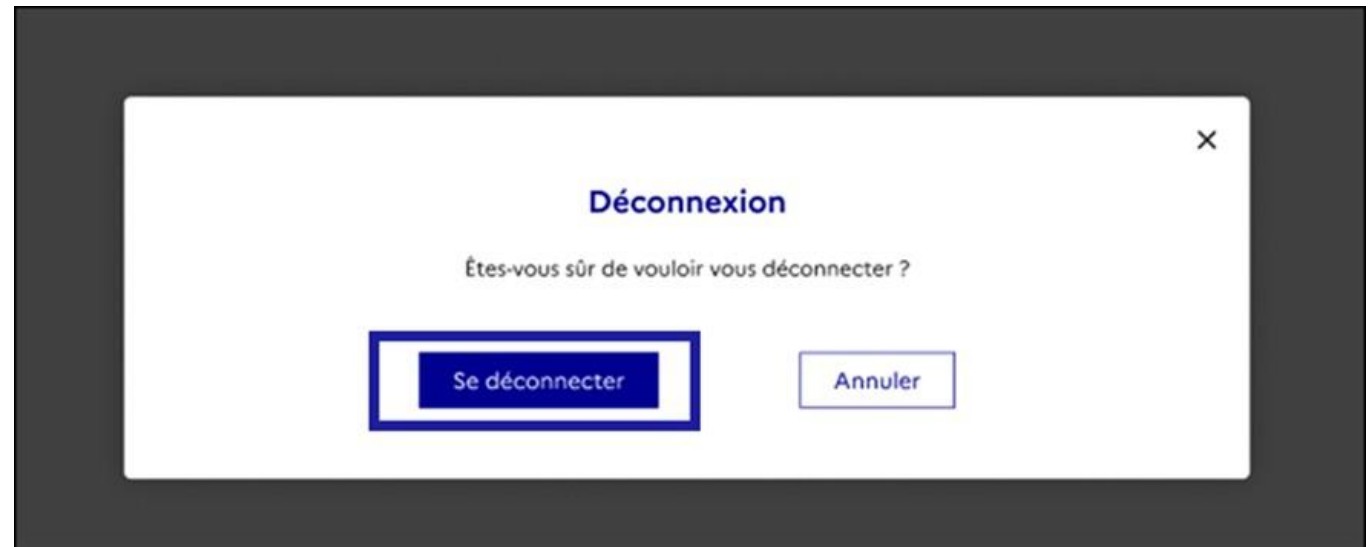 Déconnexion
Êtes-vous sûr de vouloir vous déconnecter ?
Se déconnecter
Annuler